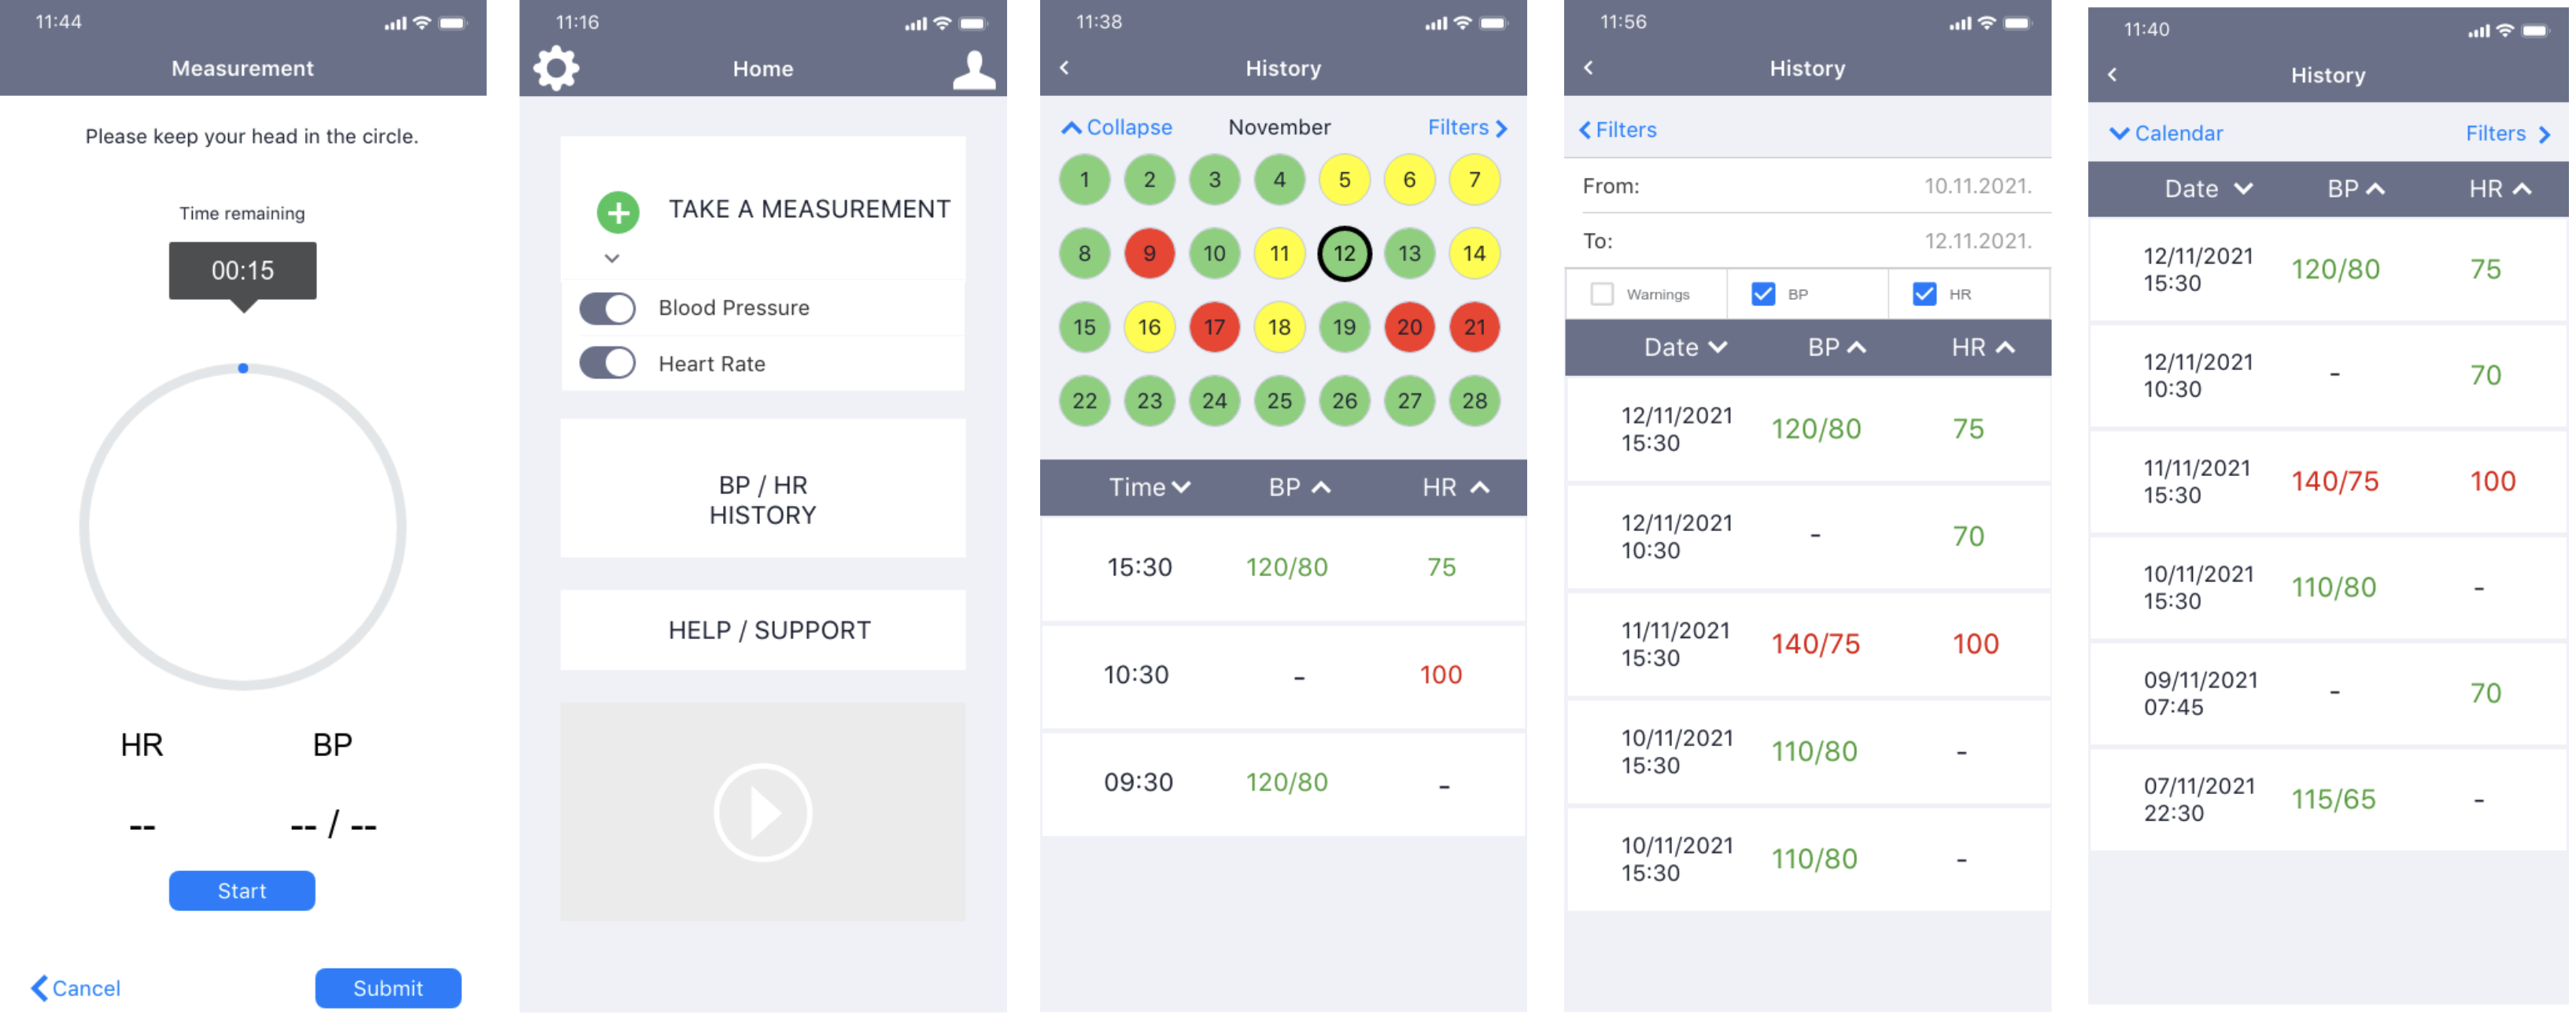 11:44
Measurement
Please keep your head in the circle.
Time remaining
00:15
HR BP
-- -- / --
Start
Cancel Submit
11:16
Home
TAKE A MEASUREMENT
Blood Pressure
Heart Rate
BP / HR
HISTORY
HELP / SUPPORT
11:38
History
Collapse November Filters
1 2 3 4 5 6 7
8 9 10 11 12 13 14
15 16 17 18 19 20 21
22 23 24 25 26 27 28
Time BP HR
15:30 120/80 75
10:30 - 100
09:30 120/80 -
11:56
History
Filters
From: 10.11.2021.
To: 12.11.2021.
Warnings BP HR
Date BP HR
12/11/2021
15:30 120/80 75
12/11/2021
10:30 - 70
11/11/2021
15:30 140/75 100
10/11/2021
15:30 110/80 -
10/11/2021
15:30 110/80 -
11:40
History
Calendar Filters
Date BP HR
12/11/2021
15:30 120/80 75
12/11/2021
10:30 - 70
11/11/2021
15:30 140/75 100
10/11/2021
15:30 110/80 -
09/11/2021
07:45 - 70
07/11/2021
22:30 115/65 -